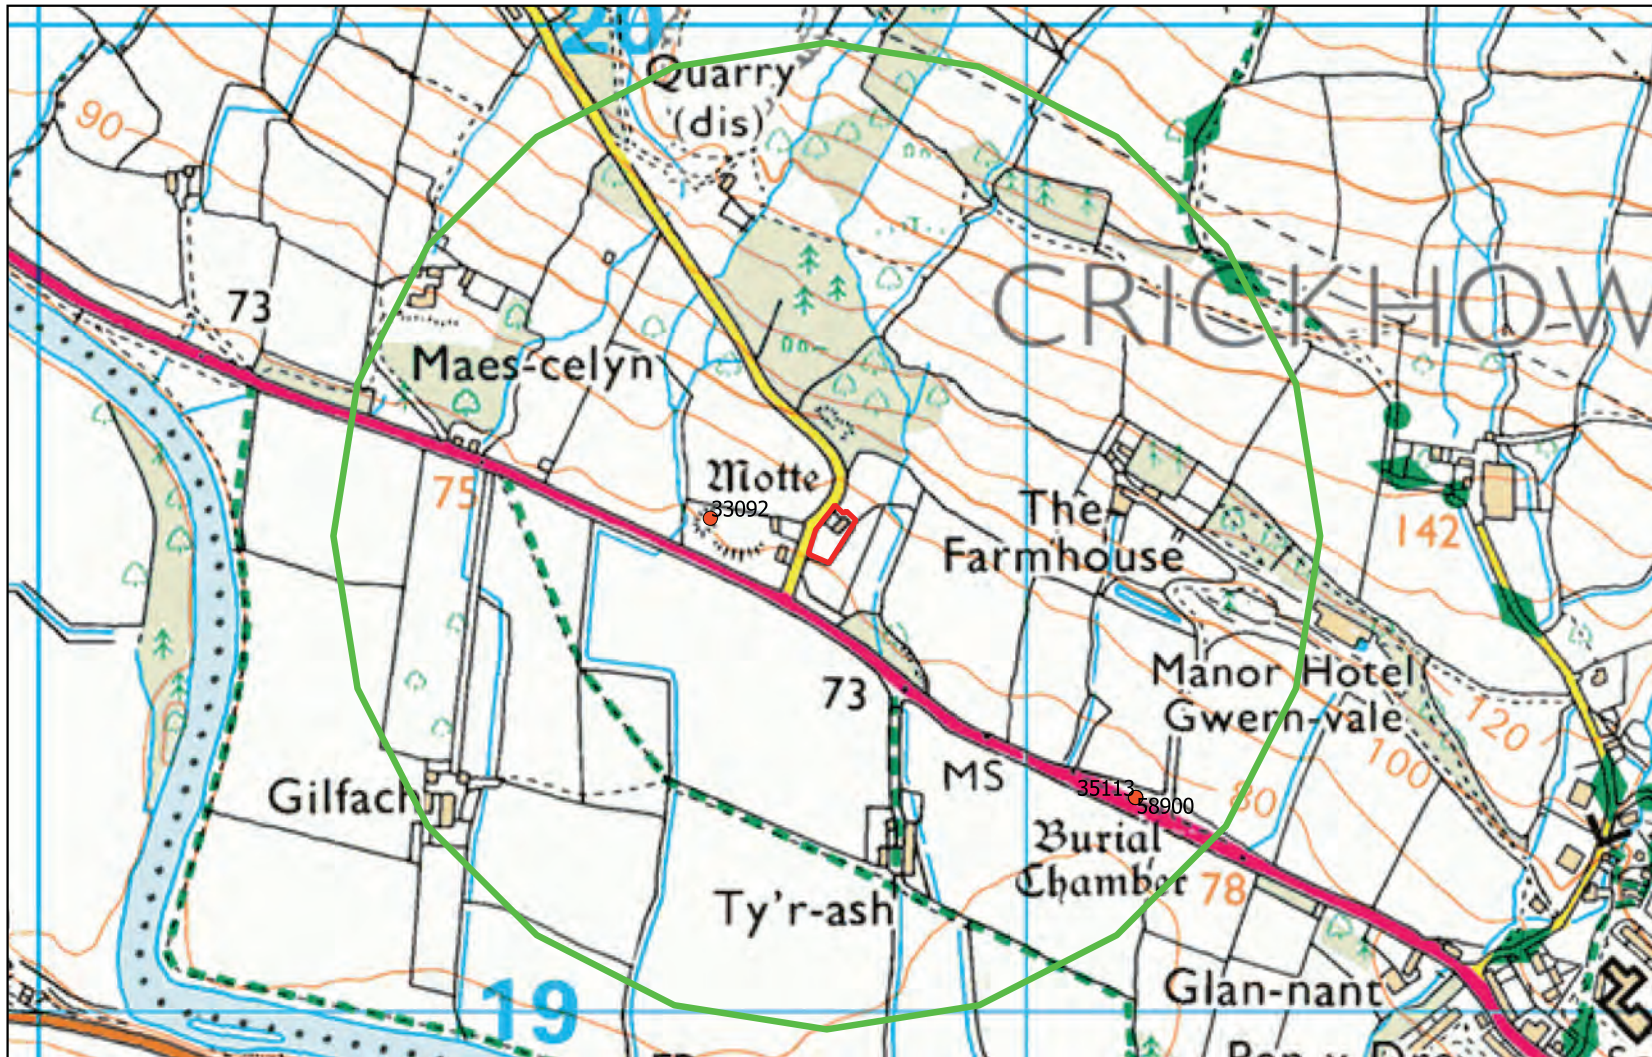 20
Quarry
(dis)
90
CRICKHOW
73
Maes-celyn
75
Motte
33092
The
Farmhouse
142
Manor Hotel
Gwern-vale
73
120
100
MS
35113
58900
80
Gilfach
Burial
Chamber
78
Ty'r-ash
Glan-nant
19